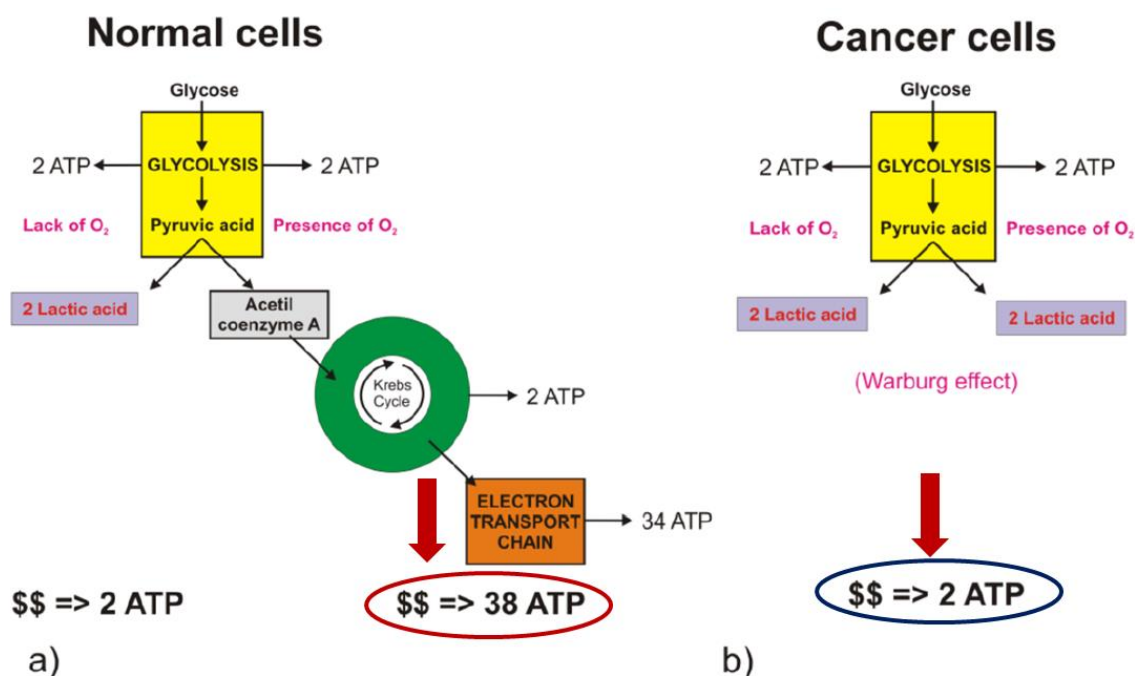 Normal cells
Glycose
2 ATP
GLYCOLYSIS
2 ATP
Lack of O₂
Pyruvic acid
Presence of O₂
2 Lactic acid
Acetil
coenzyme A
Krebs
Cycle
2 ATP
ELECTRON
TRANSPORT
CHAIN
34 ATP
$$ => 2 ATP
$$ => 38 ATP
a)
Cancer cells
Glycose
2 ATP
GLYCOLYSIS
2 ATP
Lack of O₂
Pyruvic acid
Presence of O₂
2 Lactic acid
2 Lactic acid
(Warburg effect)
$$ => 2 ATP
b)